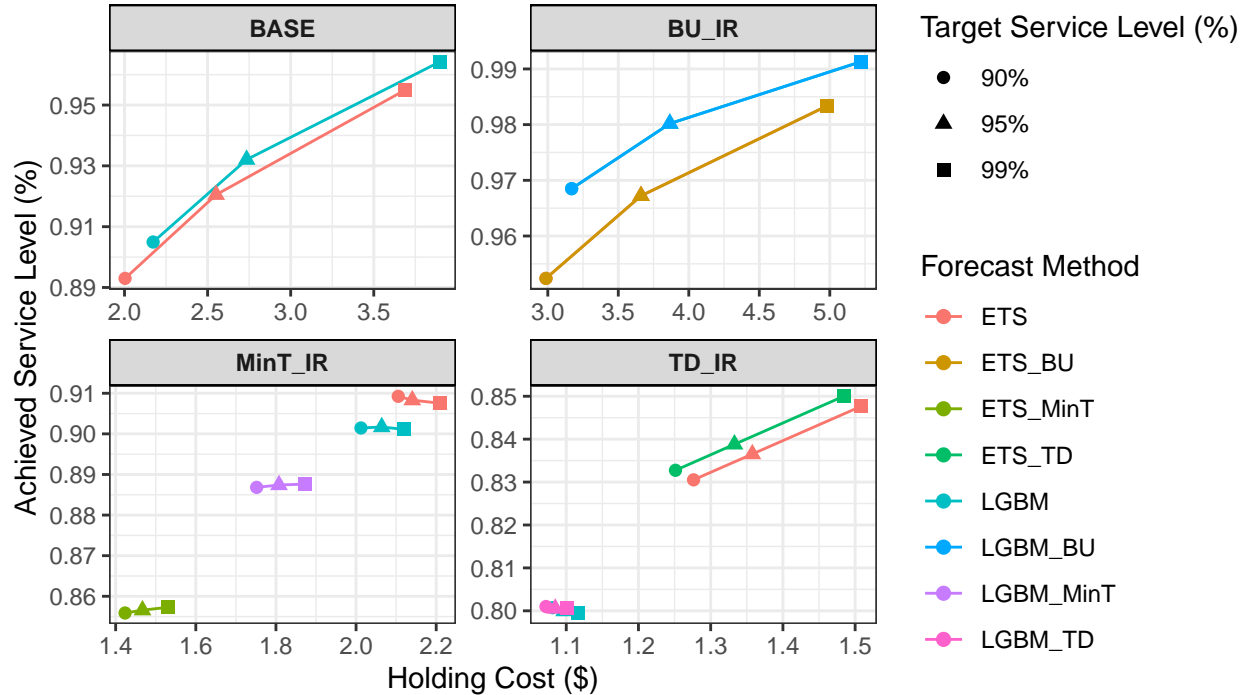 BASE
BU_IR
0.95
0.93
0.91
0.89
2.0 2.5 3.0 3.5
0.99
0.98
0.97
0.96
3.0 3.5 4.0 4.5 5.0
MinT_IR
TD_IR
0.91
0.90
0.89
0.88
0.87
0.86
1.4 1.6 1.8 2.0 2.2
0.85
0.84
0.83
0.82
0.81
0.80
1.1 1.2 1.3 1.4 1.5
Achieved Service Level (%)
Holding Cost ($)
Target Service Level (%)
90%
95%
99%
Forecast Method
ETS
ETS_BU
ETS_MinT
ETS_TD
LGBM
LGBM_BU
LGBM_MinT
LGBM_TD